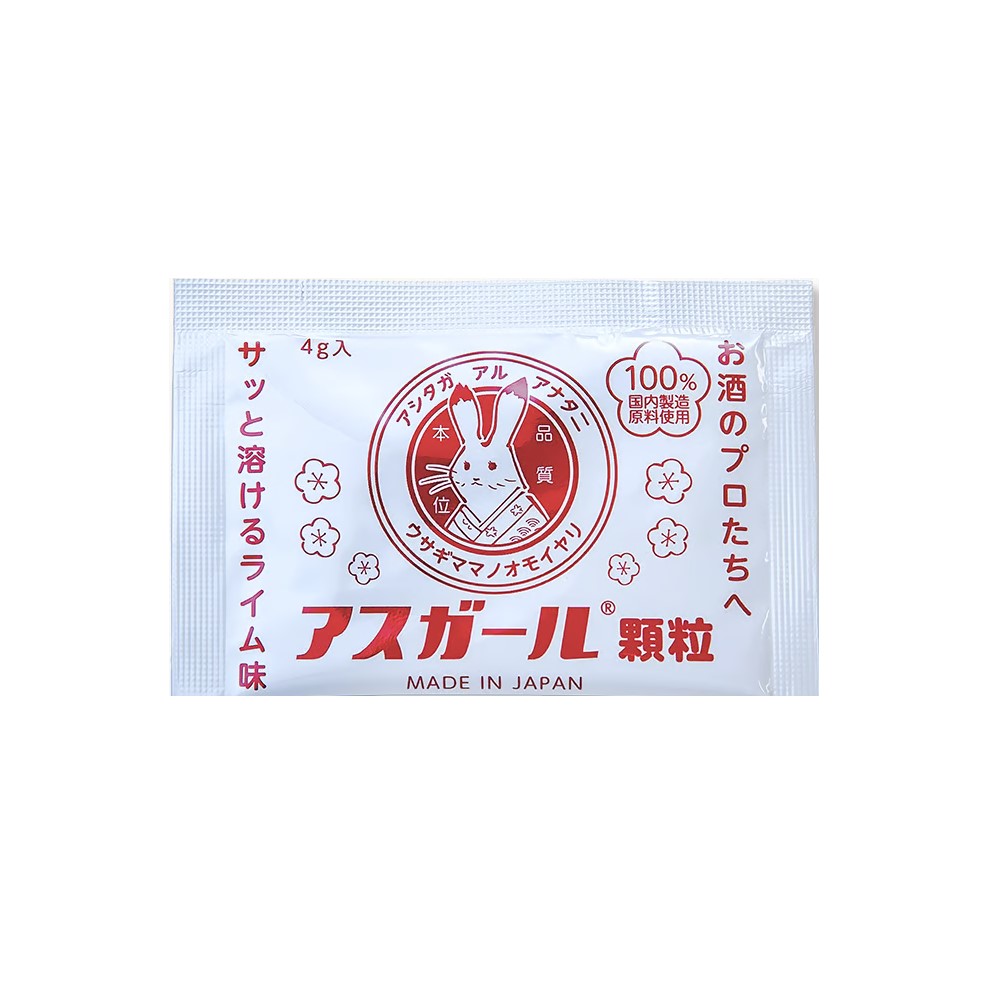 お酒のプロたちへ
4g入
100%
国内製造
原料使用
アシタガ アル アナタニ
品質
本位
ウサギママノオモイヤリ
サッと溶けるライム味
アスガール®顆粒
MADE IN JAPAN